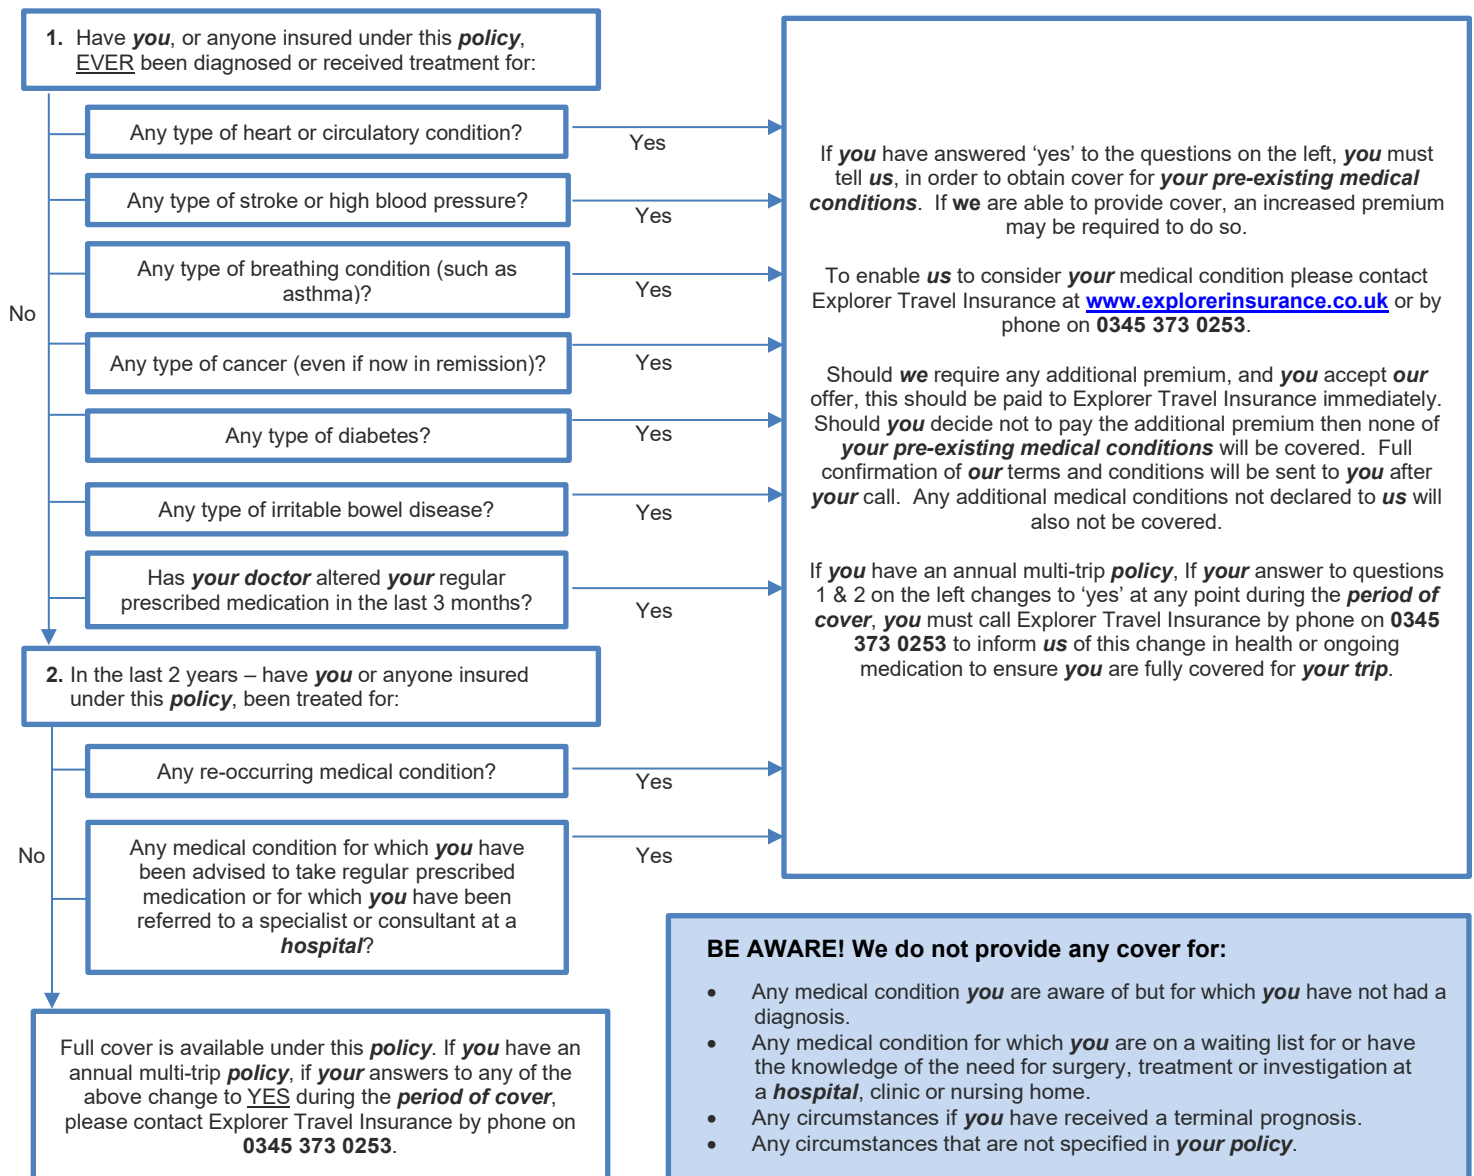 1. Have you, or anyone insured under this policy,
EVER been diagnosed or received treatment for:
Any type of heart or circulatory condition?
Yes
Any type of stroke or high blood pressure?
Yes
Any type of breathing condition (such as
asthma)?
Yes
No
Any type of cancer (even if now in remission)?
Yes
Any type of diabetes?
Yes
Any type of irritable bowel disease?
Yes
Has your doctor altered your regular
prescribed medication in the last 3 months?
Yes
2. In the last 2 years – have you or anyone insured
under this policy, been treated for:
Any re-occurring medical condition?
Yes
No
Any medical condition for which you have
been advised to take regular prescribed
medication or for which you have been
referred to a specialist or consultant at a
hospital?
Yes
Full cover is available under this policy. If you have an
annual multi-trip policy, if your answers to any of the
above change to YES during the period of cover,
please contact Explorer Travel Insurance by phone on
0345 373 0253.
If you have answered ‘yes’ to the questions on the left, you must
tell us, in order to obtain cover for your pre-existing medical
conditions. If we are able to provide cover, an increased premium
may be required to do so.
To enable us to consider your medical condition please contact
Explorer Travel Insurance at www.explorerinsurance.co.uk or by
phone on 0345 373 0253.
Should we require any additional premium, and you accept our
offer, this should be paid to Explorer Travel Insurance immediately.
Should you decide not to pay the additional premium then none of
your pre-existing medical conditions will be covered. Full
confirmation of our terms and conditions will be sent to you after
your call. Any additional medical conditions not declared to us will
also not be covered.
If you have an annual multi-trip policy, If your answer to questions
1 & 2 on the left changes to ‘yes’ at any point during the period of
cover, you must call Explorer Travel Insurance by phone on 0345
373 0253 to inform us of this change in health or ongoing
medication to ensure you are fully covered for your trip.
BE AWARE! We do not provide any cover for:
• Any medical condition you are aware of but for which you have not had a
diagnosis.
• Any medical condition for which you are on a waiting list for or have
the knowledge of the need for surgery, treatment or investigation at
a hospital, clinic or nursing home.
• Any circumstances if you have received a terminal prognosis.
• Any circumstances that are not specified in your policy.